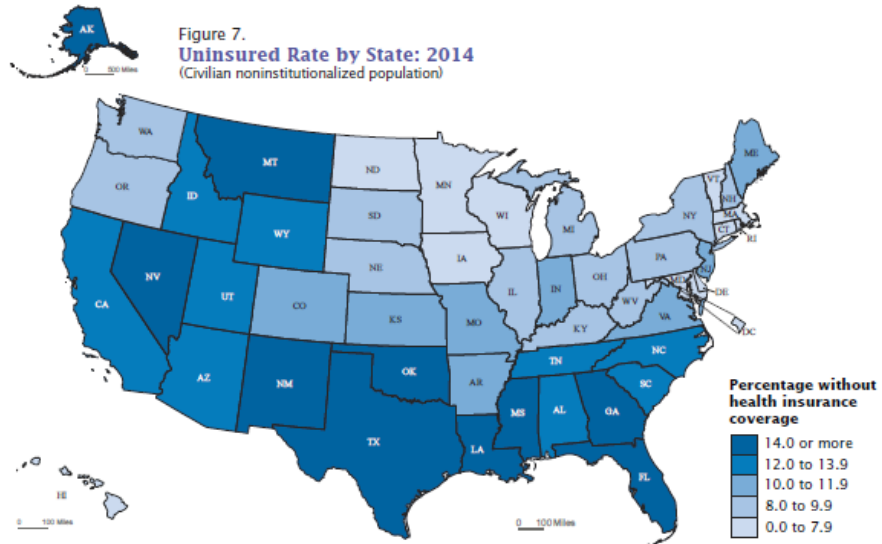 AK
0 500 Miles
Figure 7.
Uninsured Rate by State: 2014
(Civilian noninstitutionalized population)
WA
MT
ND
MN
VT
ME
OR
ID
SD
WI
MI
NY
NH
MA
CT
RI
WY
IA
PA
NJ
NV
NE
IL
IN
OH
MD
DE
UT
CO
WV
VA
DC
CA
KS
MO
KY
AZ
NM
OK
AR
TN
NC
SC
MS
AL
GA
TX
LA
FL
HI
0 100 Miles
0 100 Miles
Percentage without
health insurance
coverage
14.0 or more
12.0 to 13.9
10.0 to 11.9
8.0 to 9.9
0.0 to 7.9